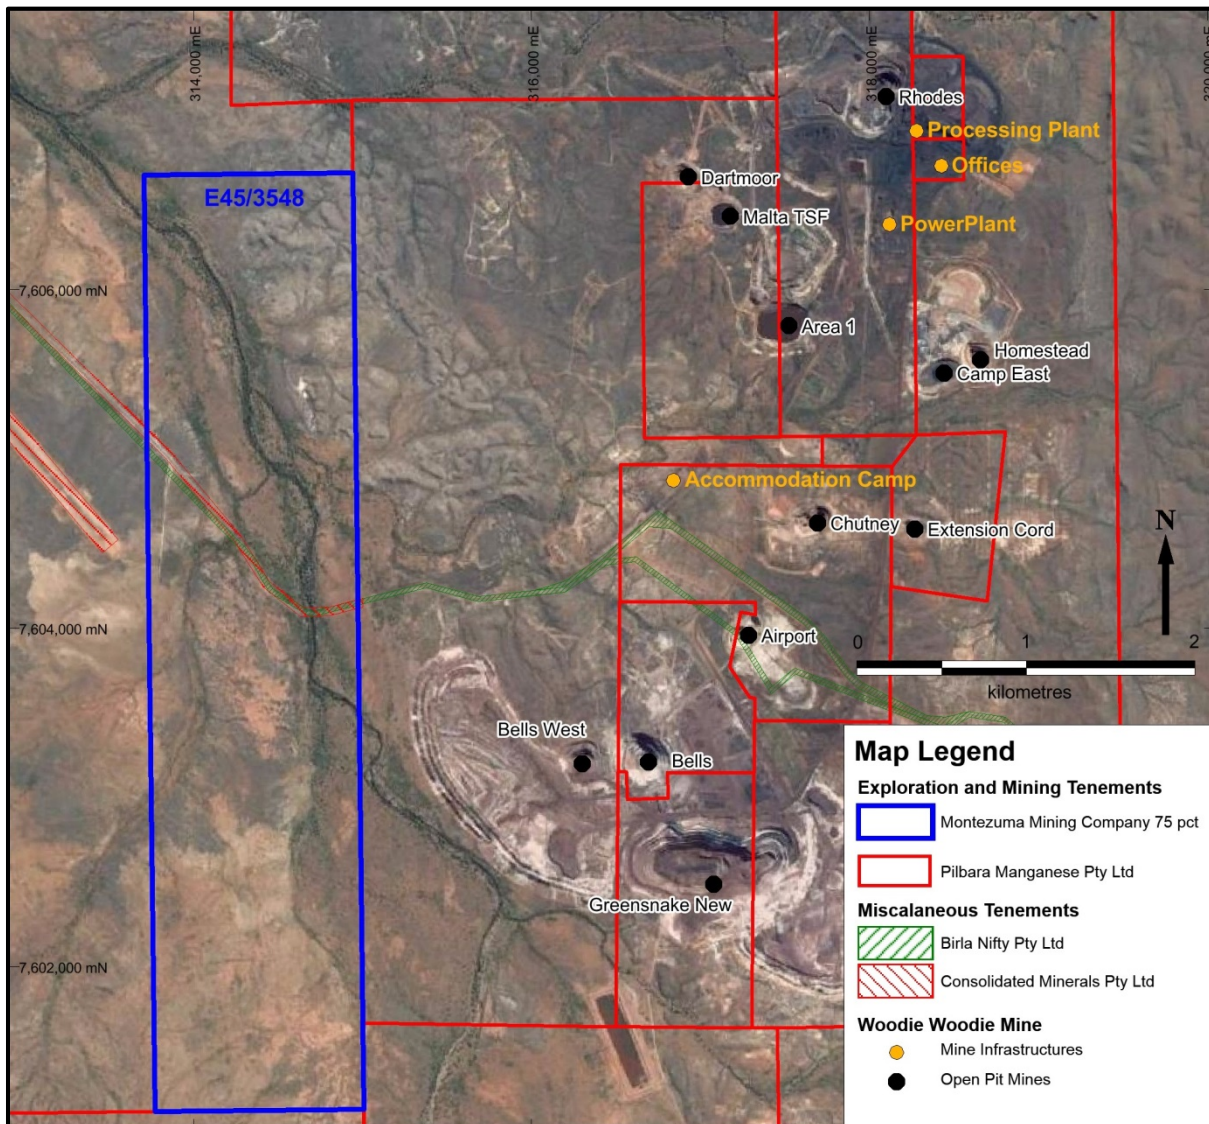 314,000 mE
316,000 mE
318,000 mE
Rhodes
Processing Plant
Offices
Dartmoor
E45/3548
Malta TSF
PowerPlant
7,606,000 mN
Area 1
Homestead
Camp East
Accommodation Camp
Chutney
Extension Cord
N
7,604,000 mN
Airport
0 1 2
kilometres
Bells West
Bells
Greensnake New
7,602,000 mN
Map Legend
Exploration and Mining Tenements
Montezuma Mining Company 75 pct
Pilbara Manganese Pty Ltd
Miscalaneous Tenements
Birla Nifty Pty Ltd
Consolidated Minerals Pty Ltd
Woodie Woodie Mine
Mine Infrastructures
Open Pit Mines